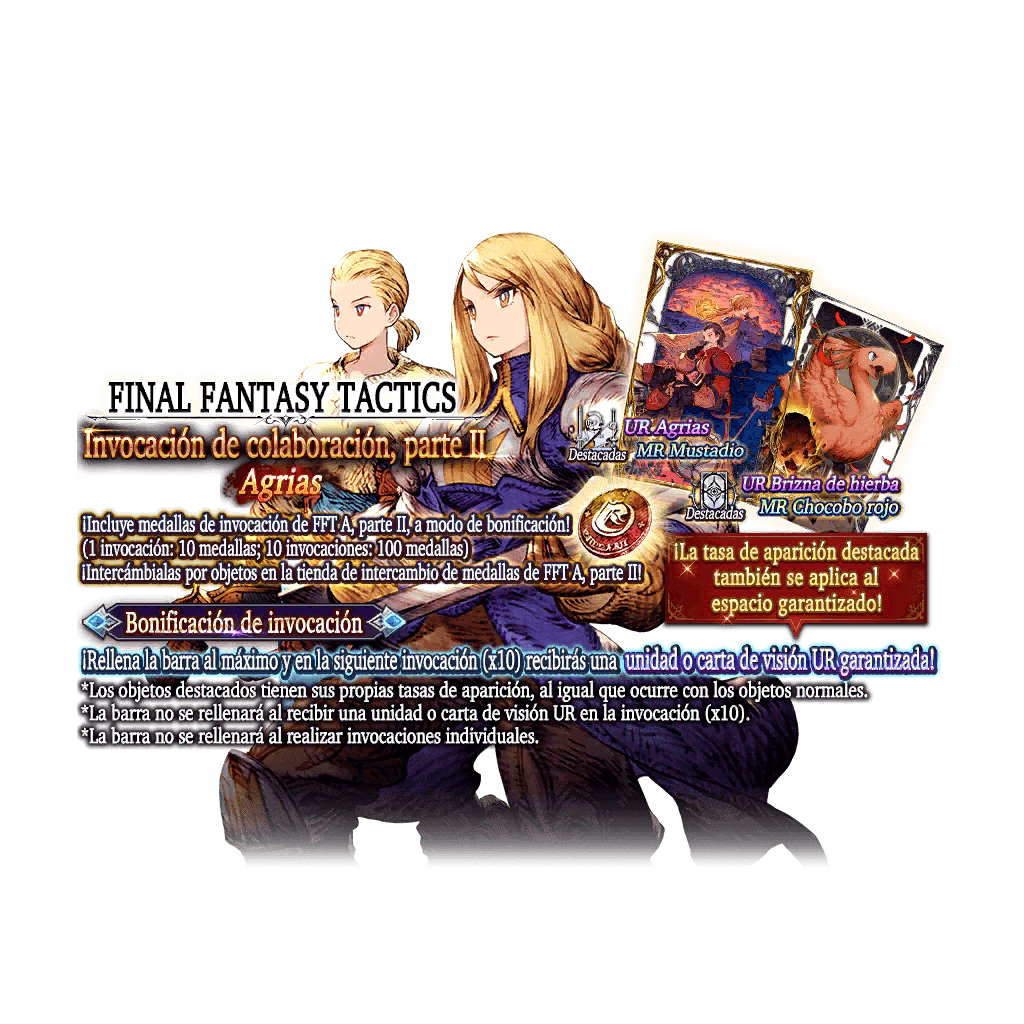 FINAL FANTASY TACTICS
Invocación de colaboración, parte II
Agrias
Destacadas
UR Agrias
MR Mustadio
Destacadas
UR Brizna de hierba
MR Chocobo rojo
¡Incluye medallas de invocación de FFT A, parte II, a modo de bonificación!
(1 invocación: 10 medallas; 10 invocaciones: 100 medallas)
¡Intercámbialas por objetos en la tienda de intercambio de medallas de FFT A, parte II!
¡La tasa de aparición destacada
también se aplica al
espacio garantizado!
Bonificación de invocación
¡Rellena la barra al máximo y en la siguiente invocación (x10) recibirás una unidad o carta de visión UR garantizada!
*Los objetos destacados tienen sus propias tasas de aparición, al igual que ocurre con los objetos normales.
*La barra no se rellenará al recibir una unidad o carta de visión UR en la invocación (x10).
*La barra no se rellenará al realizar invocaciones individuales.